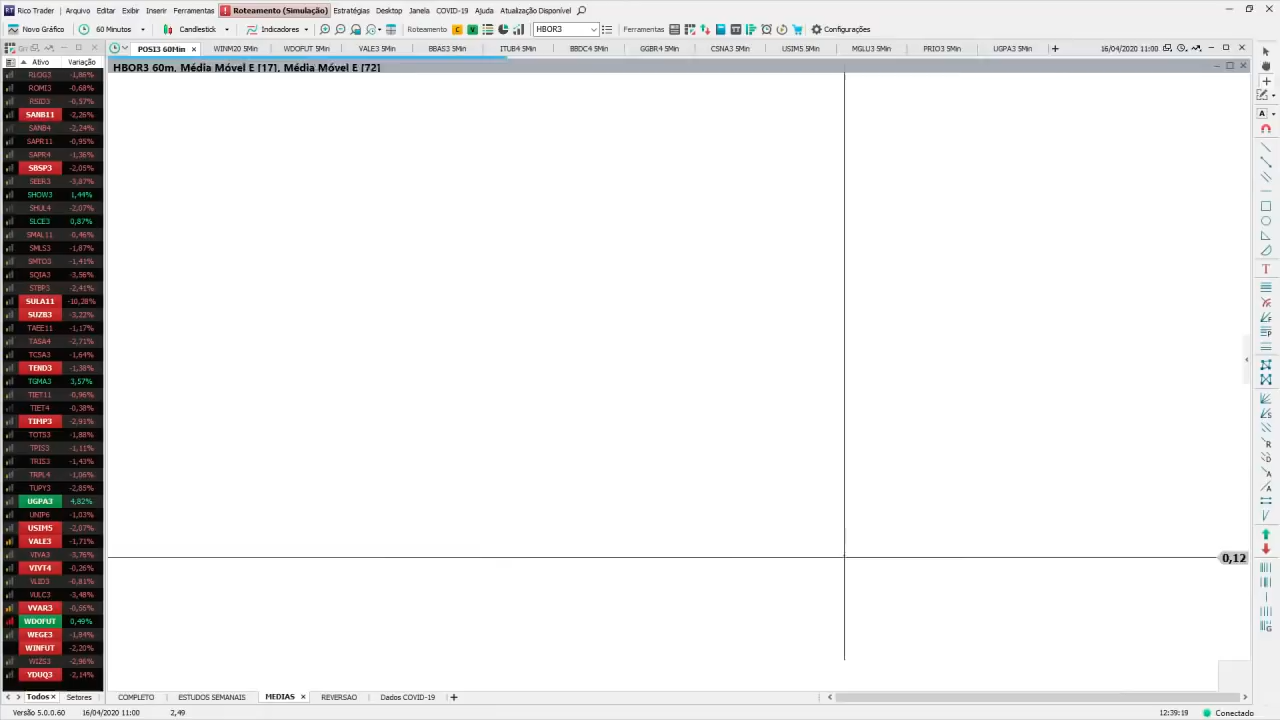 Rico Trader Arquivo Editar Exibir Inserir Ferramentas Roteamento (Simulação) Estratégias Desktop Janela COVID-19 Ajuda Atualização Disponível
Novo Gráfico 60 Minutos Candlestick Indicadores Roteamento C V HBOR3 Ferramentas Configurações
POSI3 60Min WINM20 5Min WDOFUT 5Min VALE3 5Min BBAS3 5Min ITUB4 5Min BBDC4 5Min GGBR4 5Min CSNA3 5Min USIM5 5Min MGLU3 5Min PRIO3 5Min UGPA3 5Min 16/04/2020 11:00
Ativo Variação
HBOR3 60m, Média Móvel E [17], Média Móvel E [72]
RLOG3 -1,86%
ROMI3 -0,68%
RSID3 -0,57%
SANB11 -2,26%
SANB4 -2,24%
SAPR11 -0,95%
SAPR4 -1,36%
SBSP3 -2,05%
SEER3 -3,87%
SHOW3 1,44%
SHUL4 -2,07%
SLCE3 0,87%
SMAL11 -0,46%
SMLS3 -1,87%
SMTO3 -1,41%
SQIA3 -3,56%
STBP3 -2,41%
SULA11 -10,28%
SUZB3 -3,23%
TAEE11 -1,17%
TASA4 -2,71%
TCSA3 -1,64%
TEND3 -1,38%
TGMA3 3,57%
TIET11 -0,96%
TIET4 -0,38%
TIMP3 -2,91%
TOTS3 -1,88%
TPIS3 -1,11%
TRIS3 -1,43%
TRPL4 -1,06%
TUPY3 -2,85%
UGPA3 4,82%
UNIP6 -1,03%
USIM5 -2,07%
VALE3 -1,71%
VIVA3 -3,76%
VIVT4 -0,26%
0,12
VLID3 -0,81%
VULC3 -3,48%
VVAR3 -0,55%
WDOFUT 0,49%
WEGE3 -1,84%
WINFUT -2,20%
WIZS3 -2,96%
YDUQ3 -2,14%
Todos Setores COMPLETO ESTUDOS SEMANAIS MEDIAS REVERSAO Dados COVID-19
Versão 5.0.0.60 16/04/2020 11:00 2,49 12:39:19 Conectado